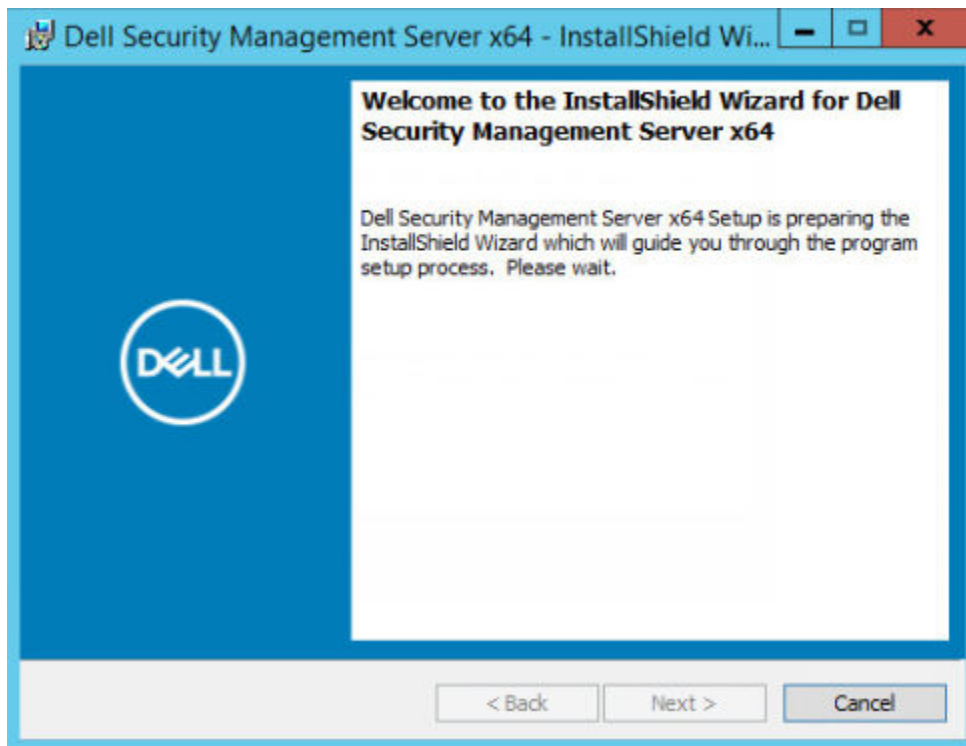 Dell Security Management Server x64 - InstallShield Wi...
Welcome to the InstallShield Wizard for Dell
Security Management Server x64
Dell Security Management Server x64 Setup is preparing the
InstallShield Wizard which will guide you through the program
setup process. Please wait.
DELL
< Back Next > Cancel